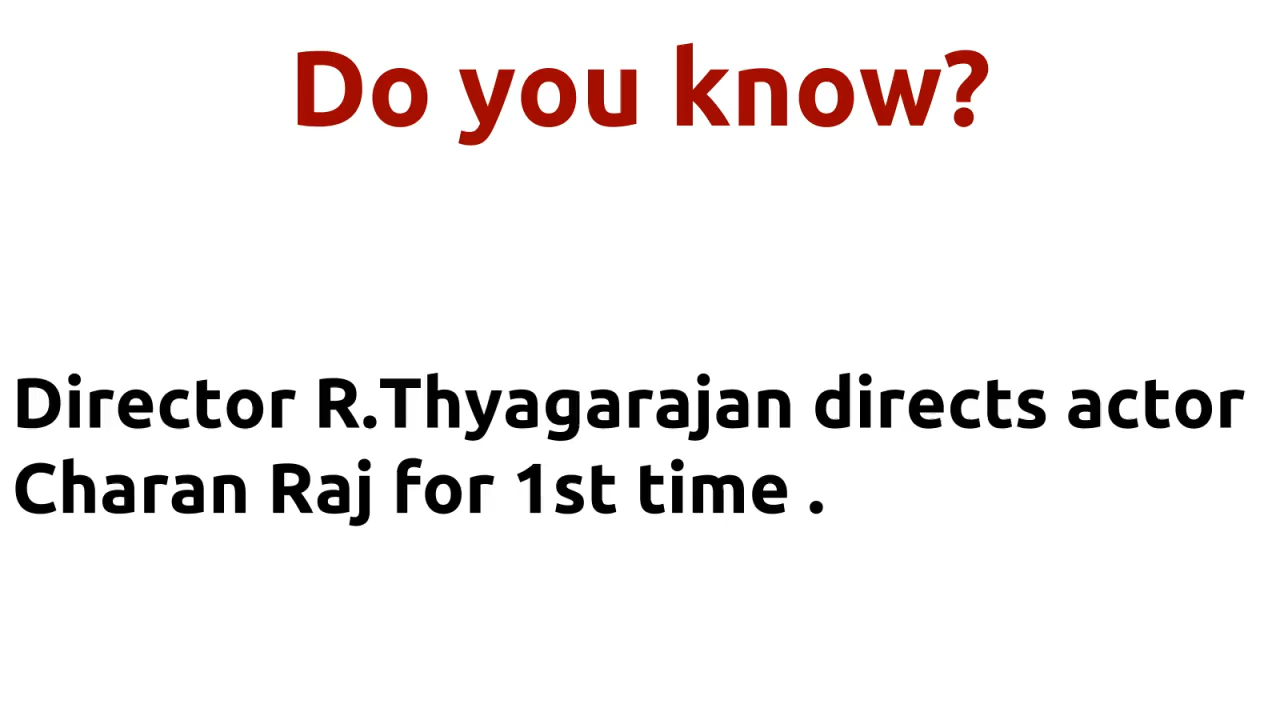 Do you know?
Director R.Thyagarajan directs actor
Charan Raj for 1st time .